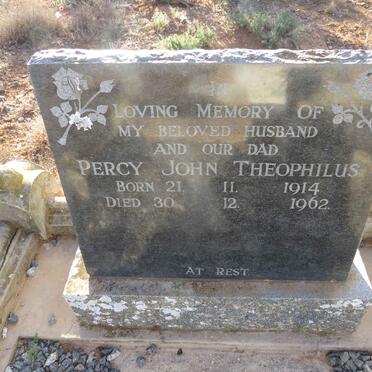 IN
LOVING MEMORY OF
MY BELOVED HUSBAND
AND OUR DAD
PERCY JOHN THEOPHILUS
BORN 21. 11. 1914
DIED 30. 12. 1962.
AT REST